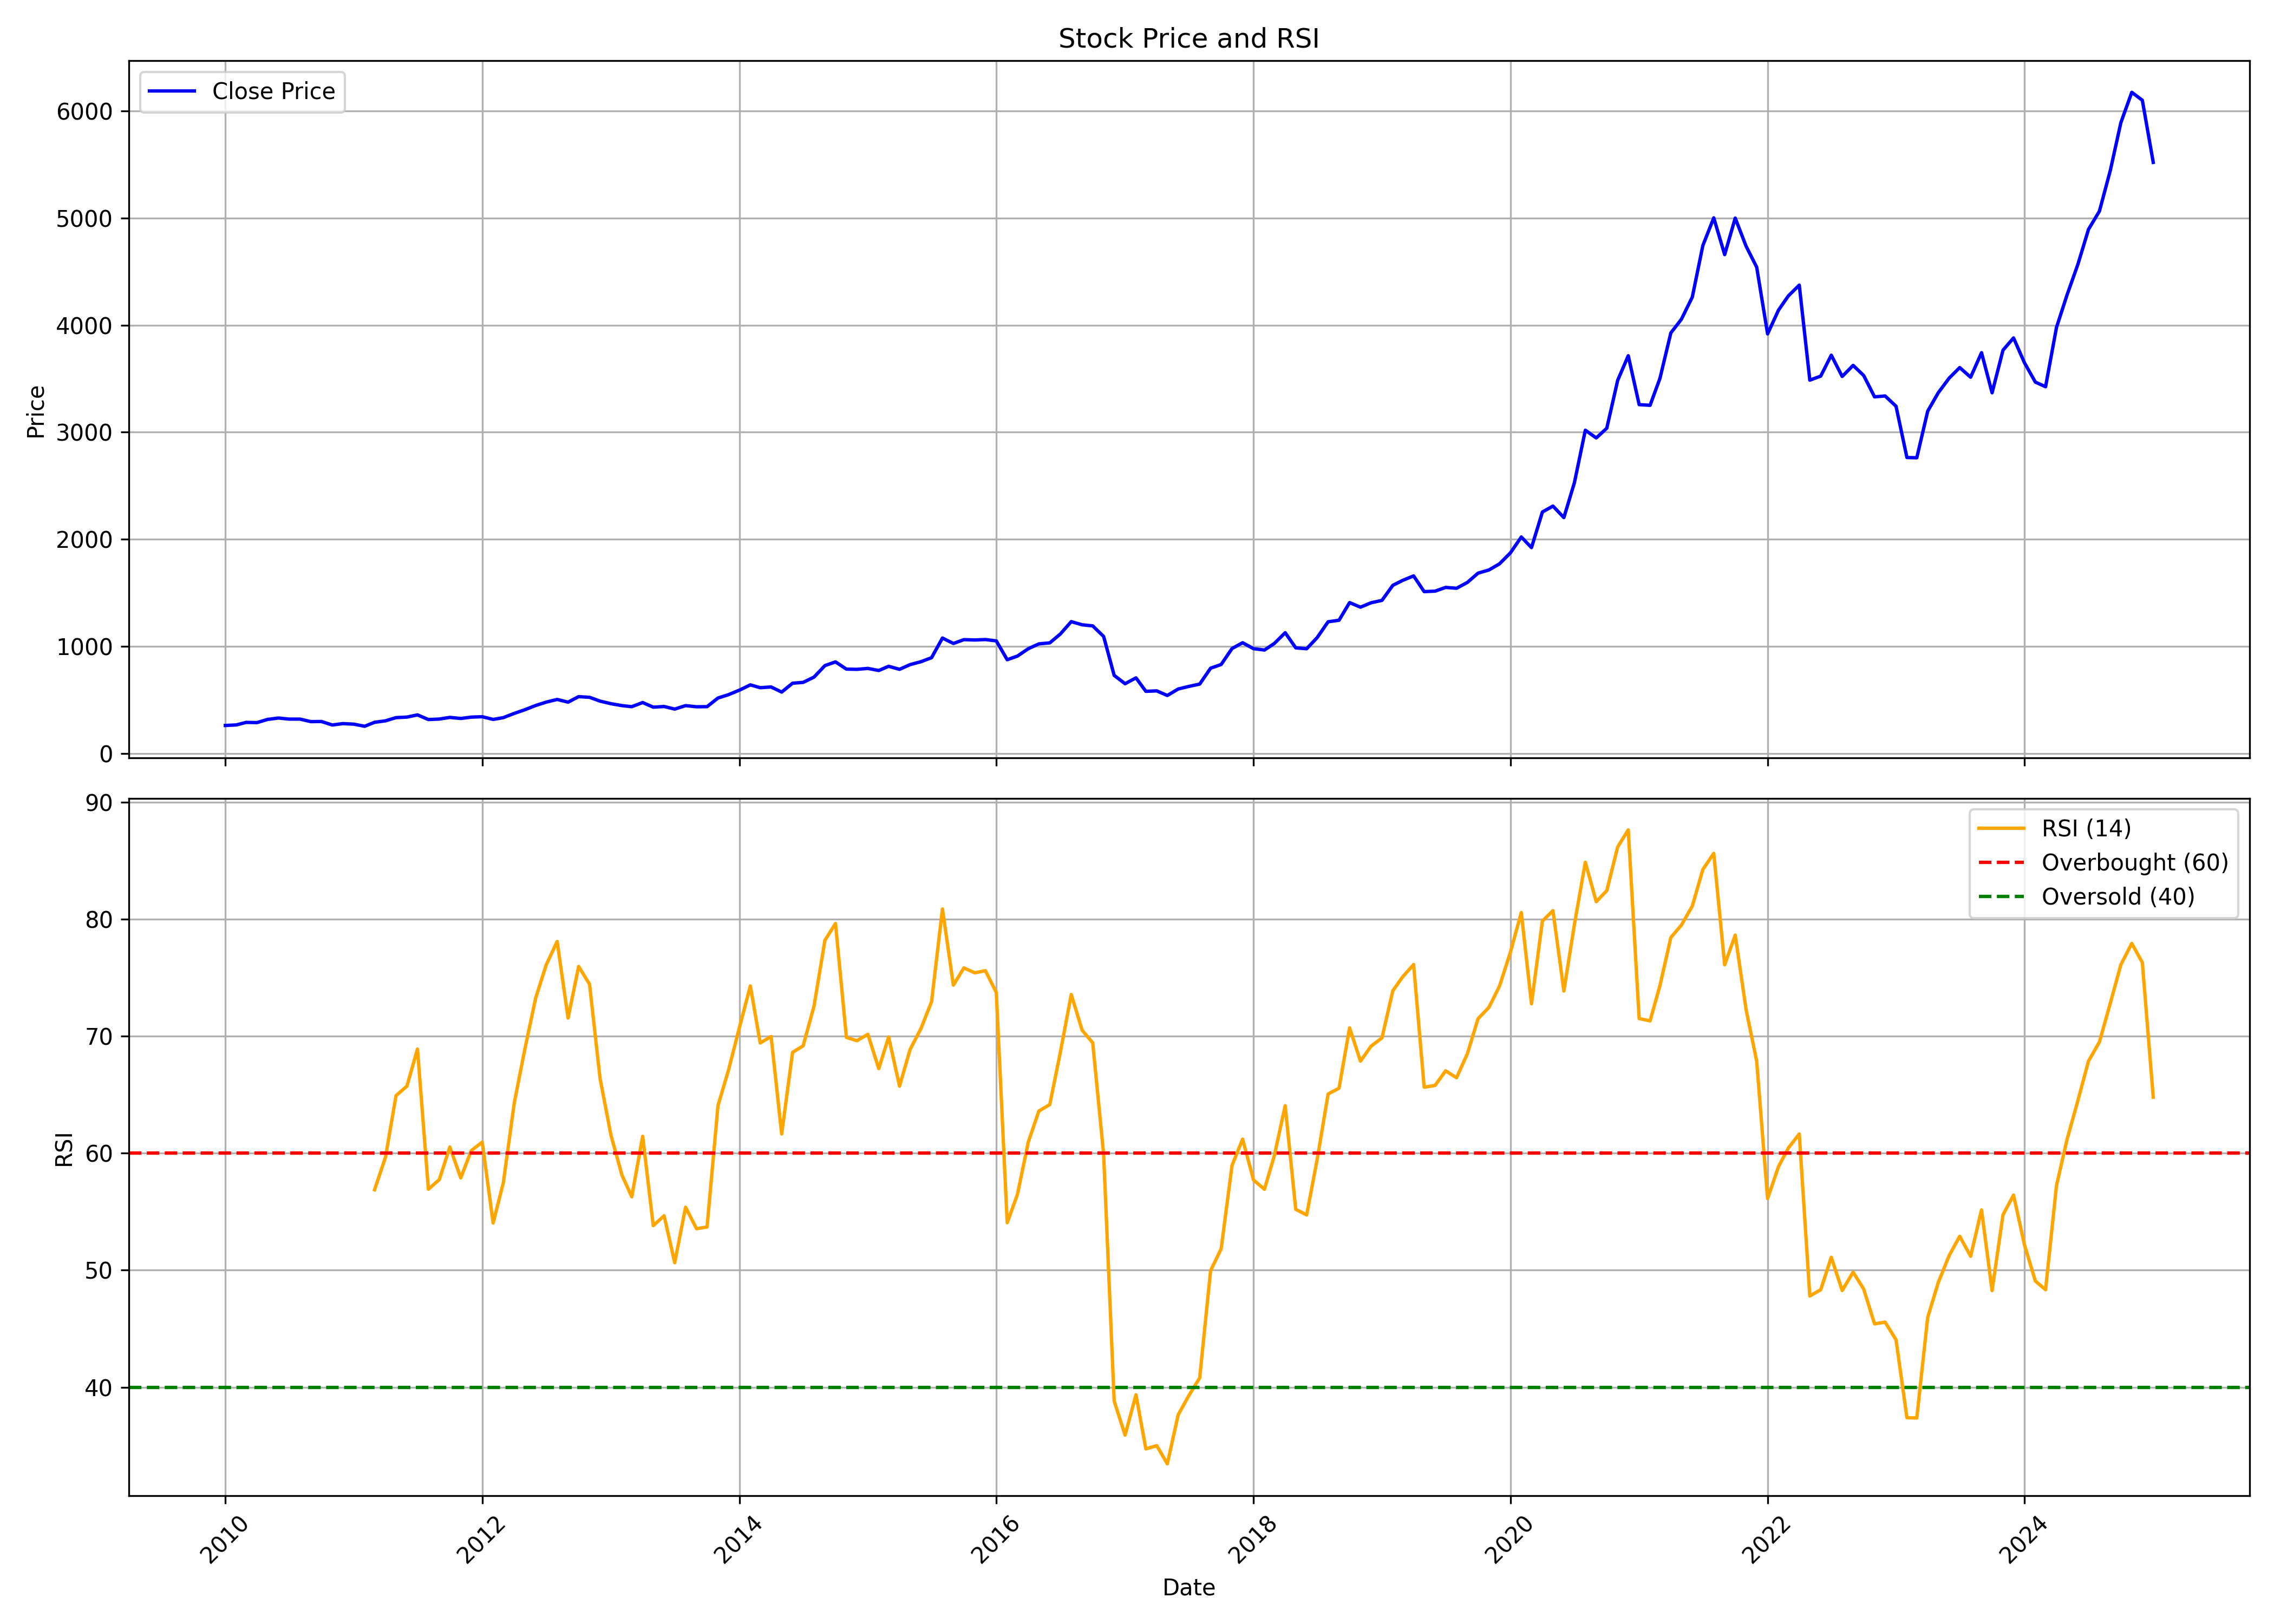 Stock Price and RSI
Close Price
6000
5000
4000
3000
2000
1000
0
Price
90
80
70
60
50
40
RSI
RSI (14)
Overbought (60)
Oversold (40)
2010
2012
2014
2016
2018
2020
2022
2024
Date